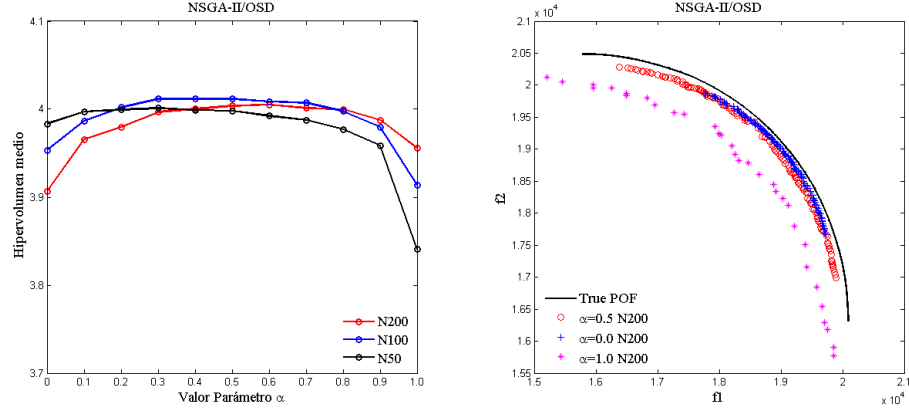 NSGA-II/OSD
4.1
4
3.9
3.8
3.7
Hipervolumen medio
0 0.1 0.2 0.3 0.4 0.5 0.6 0.7 0.8 0.9 1.0
Valor Parámetro α
N200
N100
N50
NSGA-II/OSD
x 10⁴
2.1
2.05
2
1.95
1.9
1.85
1.8
1.75
1.7
1.65
1.6
1.55
f2
1.5 1.6 1.7 1.8 1.9 2 2.1
x 10⁴
f1
True POF
α=0.5 N200
α=0.0 N200
α=1.0 N200